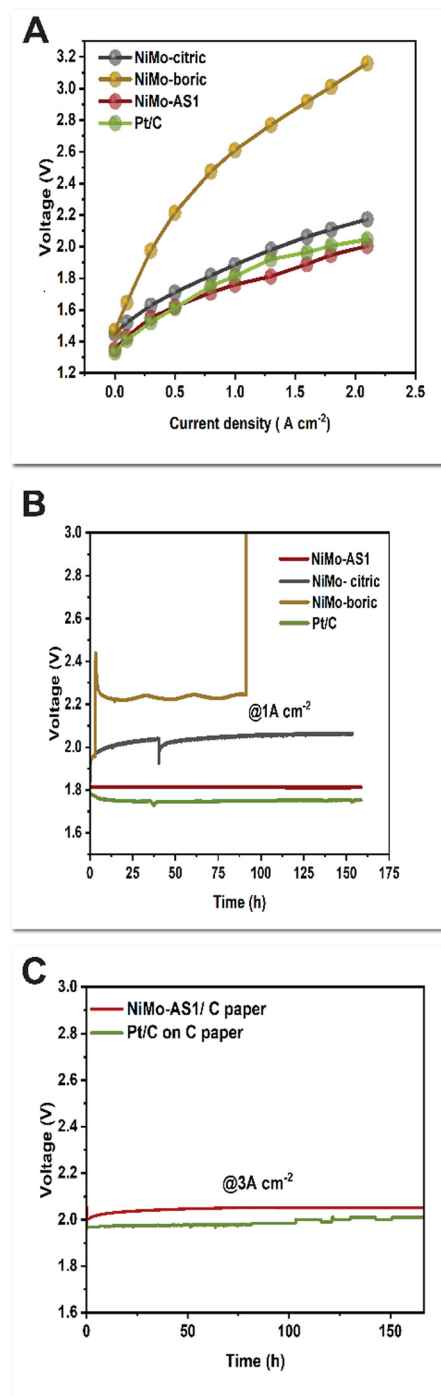 A
NiMo-citric
NiMo-boric
NiMo-AS1
Pt/C
Voltage (V)
3.2
3.0
2.8
2.6
2.4
2.2
2.0
1.8
1.6
1.4
1.2
0.0 0.5 1.0 1.5 2.0 2.5
Current density ( A cm-2)
B
NiMo-AS1
NiMo- citric
NiMo-boric
Pt/C
@1A cm-2
Voltage (V)
3.0
2.8
2.6
2.4
2.2
2.0
1.8
1.6
0 25 50 75 100 125 150 175
Time (h)
C
NiMo-AS1/ C paper
Pt/C on C paper
@3A cm-2
Voltage (V)
3.0
2.8
2.6
2.4
2.2
2.0
1.8
1.6
0 50 100 150
Time (h)